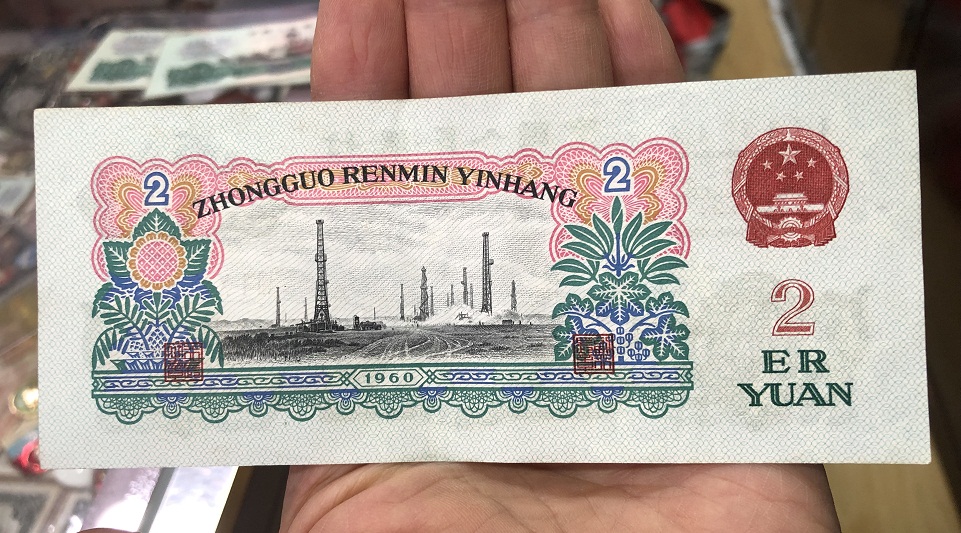 2
ZHONGGUO RENMIN YINHANG
2
1960
2
ER
YUAN